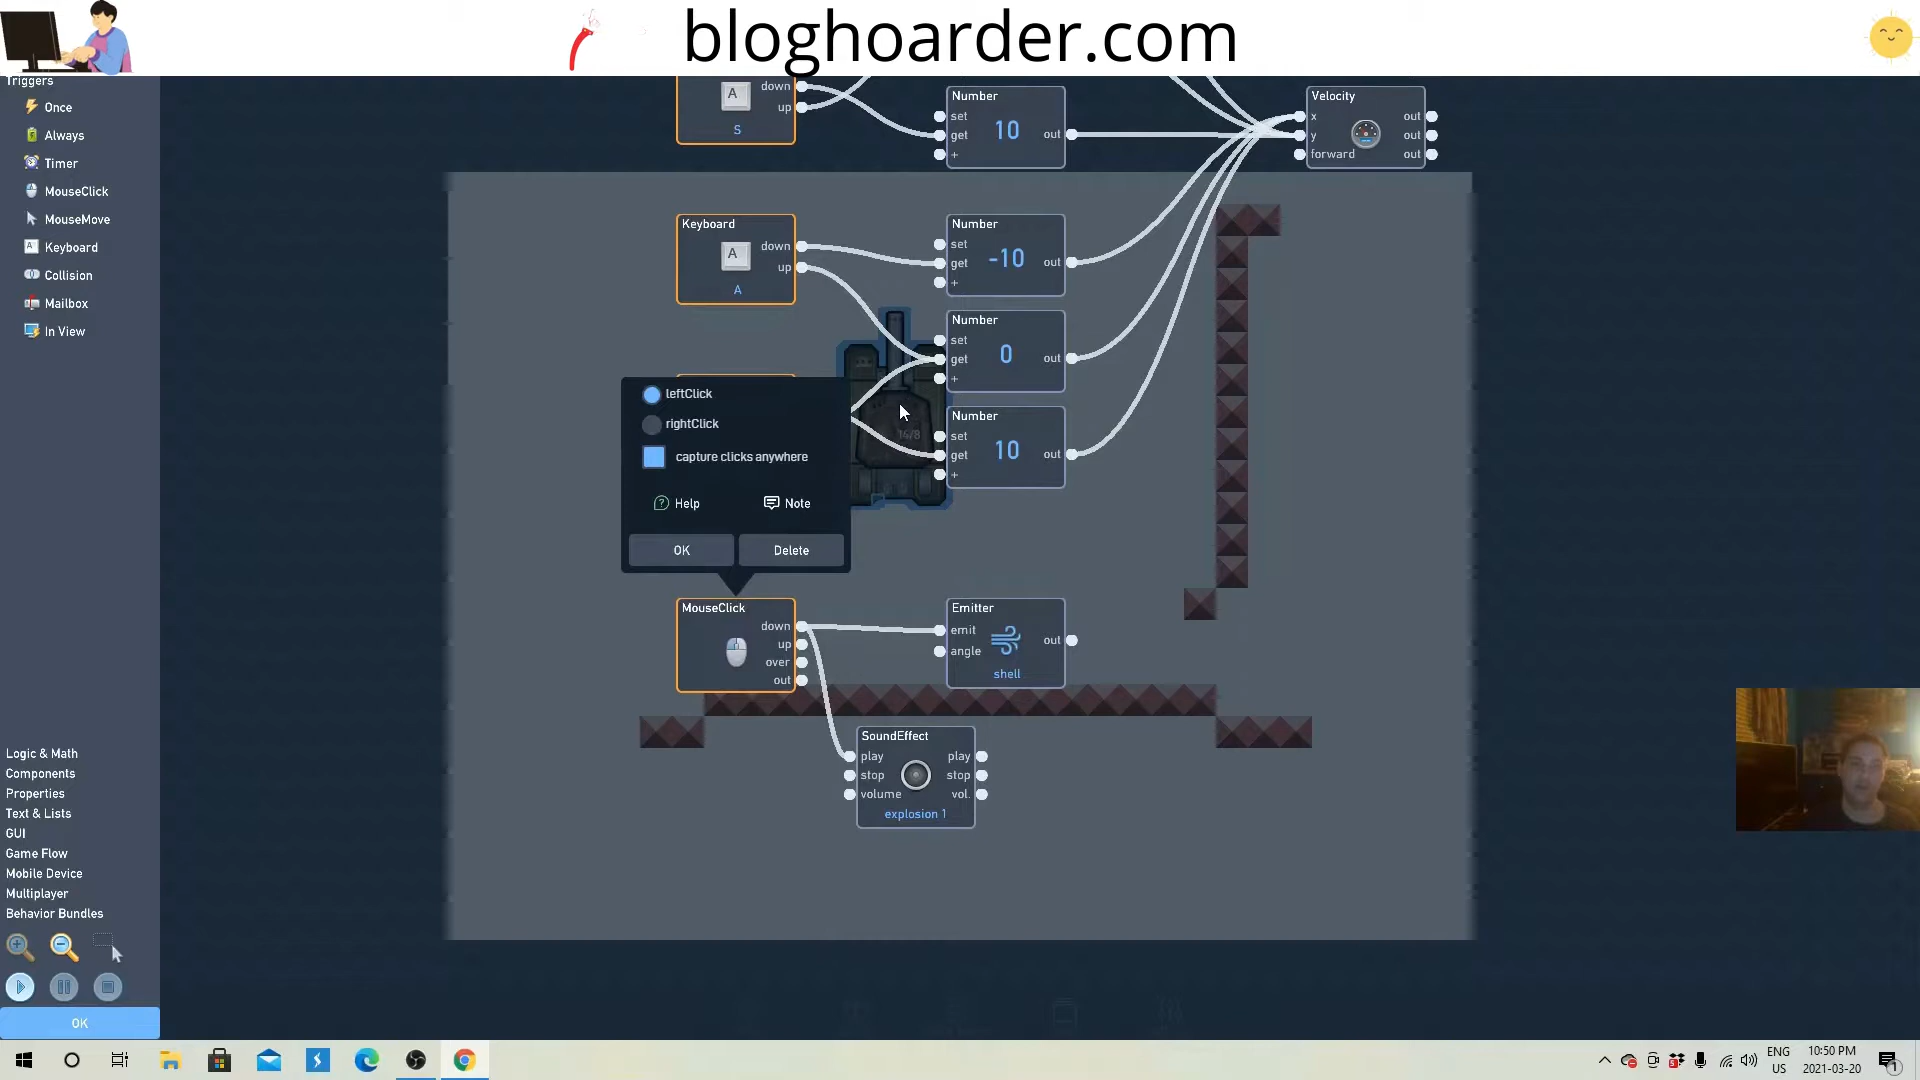 bloghoarder.com
Triggers
Once
Always
Timer
MouseClick
MouseMove
Keyboard
Collision
Mailbox
In View
Logic & Math
Components
Properties
Text & Lists
GUI
Game Flow
Mobile Device
Multiplayer
Behavior Bundles
OK
A
down
up
S
Number
set
get
+
10
out
Velocity
x
y
forward
out
out
out
Keyboard
A
down
up
A
Number
set
get
+
-10
out
Number
set
get
+
0
out
Number
set
get
+
10
out
leftClick
rightClick
capture clicks anywhere
Help
Note
OK
Delete
MouseClick
down
up
over
out
Emitter
emit
angle
out
shell
SoundEffect
play
stop
volume
play
stop
vol.
explosion 1
ENG
US
10:50 PM
2021-03-20